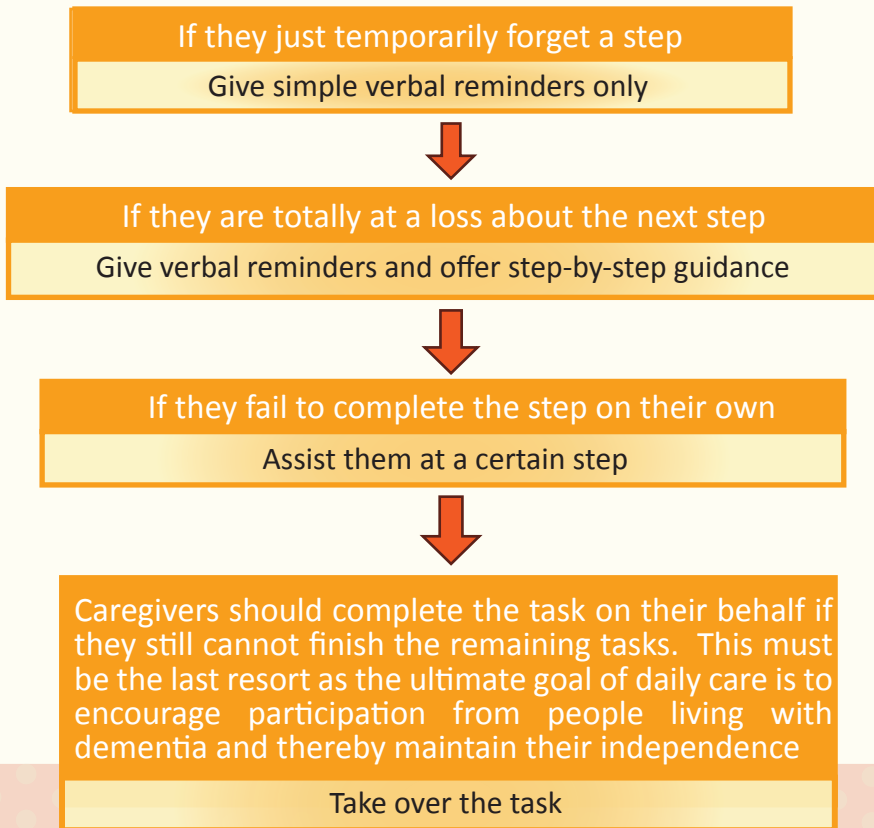 If they just temporarily forget a step
Give simple verbal reminders only
If they are totally at a loss about the next step
Give verbal reminders and offer step-by-step guidance
If they fail to complete the step on their own
Assist them at a certain step
Caregivers should complete the task on their behalf if
they still cannot finish the remaining tasks. This must
be the last resort as the ultimate goal of daily care is to
encourage participation from people living with
dementia and thereby maintain their independence
Take over the task